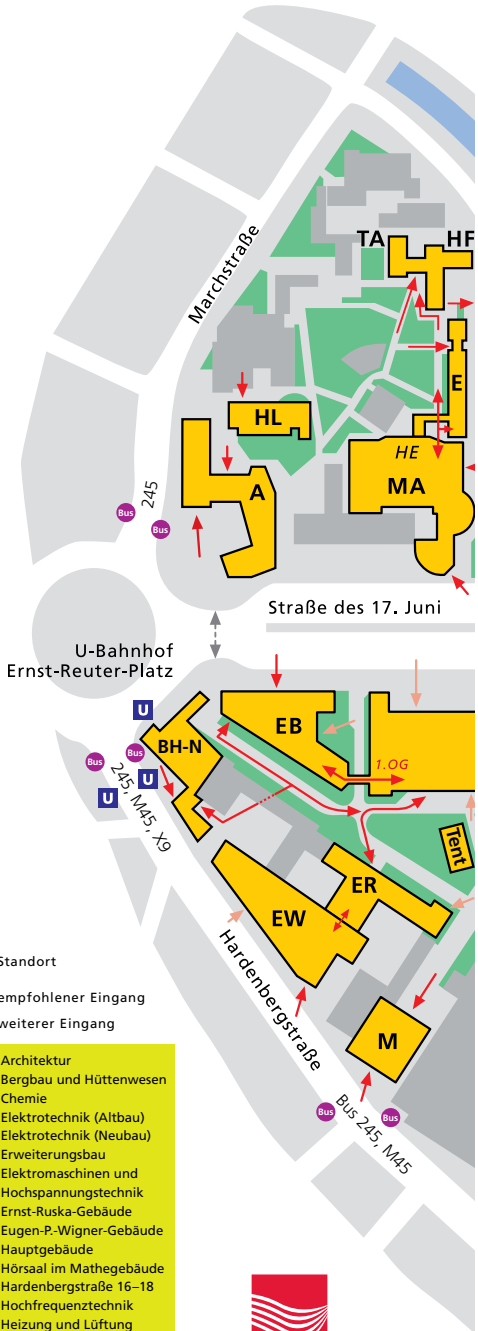 Marchstraße
TA
HF
E
HL
HE
A
MA
245
Bus
Bus
Straße des 17. Juni
U-Bahnhof
Ernst-Reuter-Platz
U
EB
BH-N
Bus
Bus
1.OG
U
U
245, M45, X9
Tent
ER
EW
Hardenbergstraße
M
Standort
empfohlener Eingang
weiterer Eingang
Bus
Bus
Bus 245, M45
Architektur
Bergbau und Hüttenwesen
Chemie
Elektrotechnik (Altbau)
Elektrotechnik (Neubau)
Erweiterungsbau
Elektromaschinen und
Hochspannungstechnik
Ernst-Ruska-Gebäude
Eugen-P.-Wigner-Gebäude
Hauptgebäude
Hörsaal im Mathegebäude
Hardenbergstraße 16–18
Hochfrequenztechnik
Heizung und Lüftung